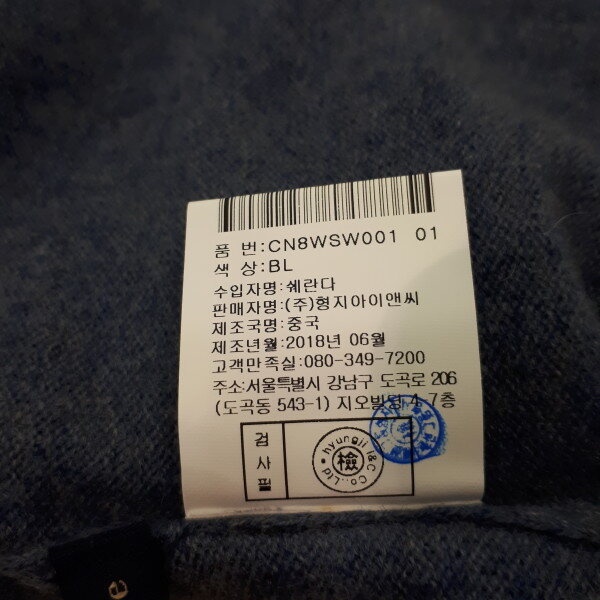 품 번:CN8WSW001 01
색 상:BL
수입자명:쉐란다
판매자명:(주)형지아이앤씨
제조국명:중국
제조년월:2018년 06월
고객만족실:080-349-7200
주소:서울특별시 강남구 도곡로 206
(도곡동 543-1) 지오빌딩 4-7층
검사필
hyungji I&C Co.,Ltd
檢